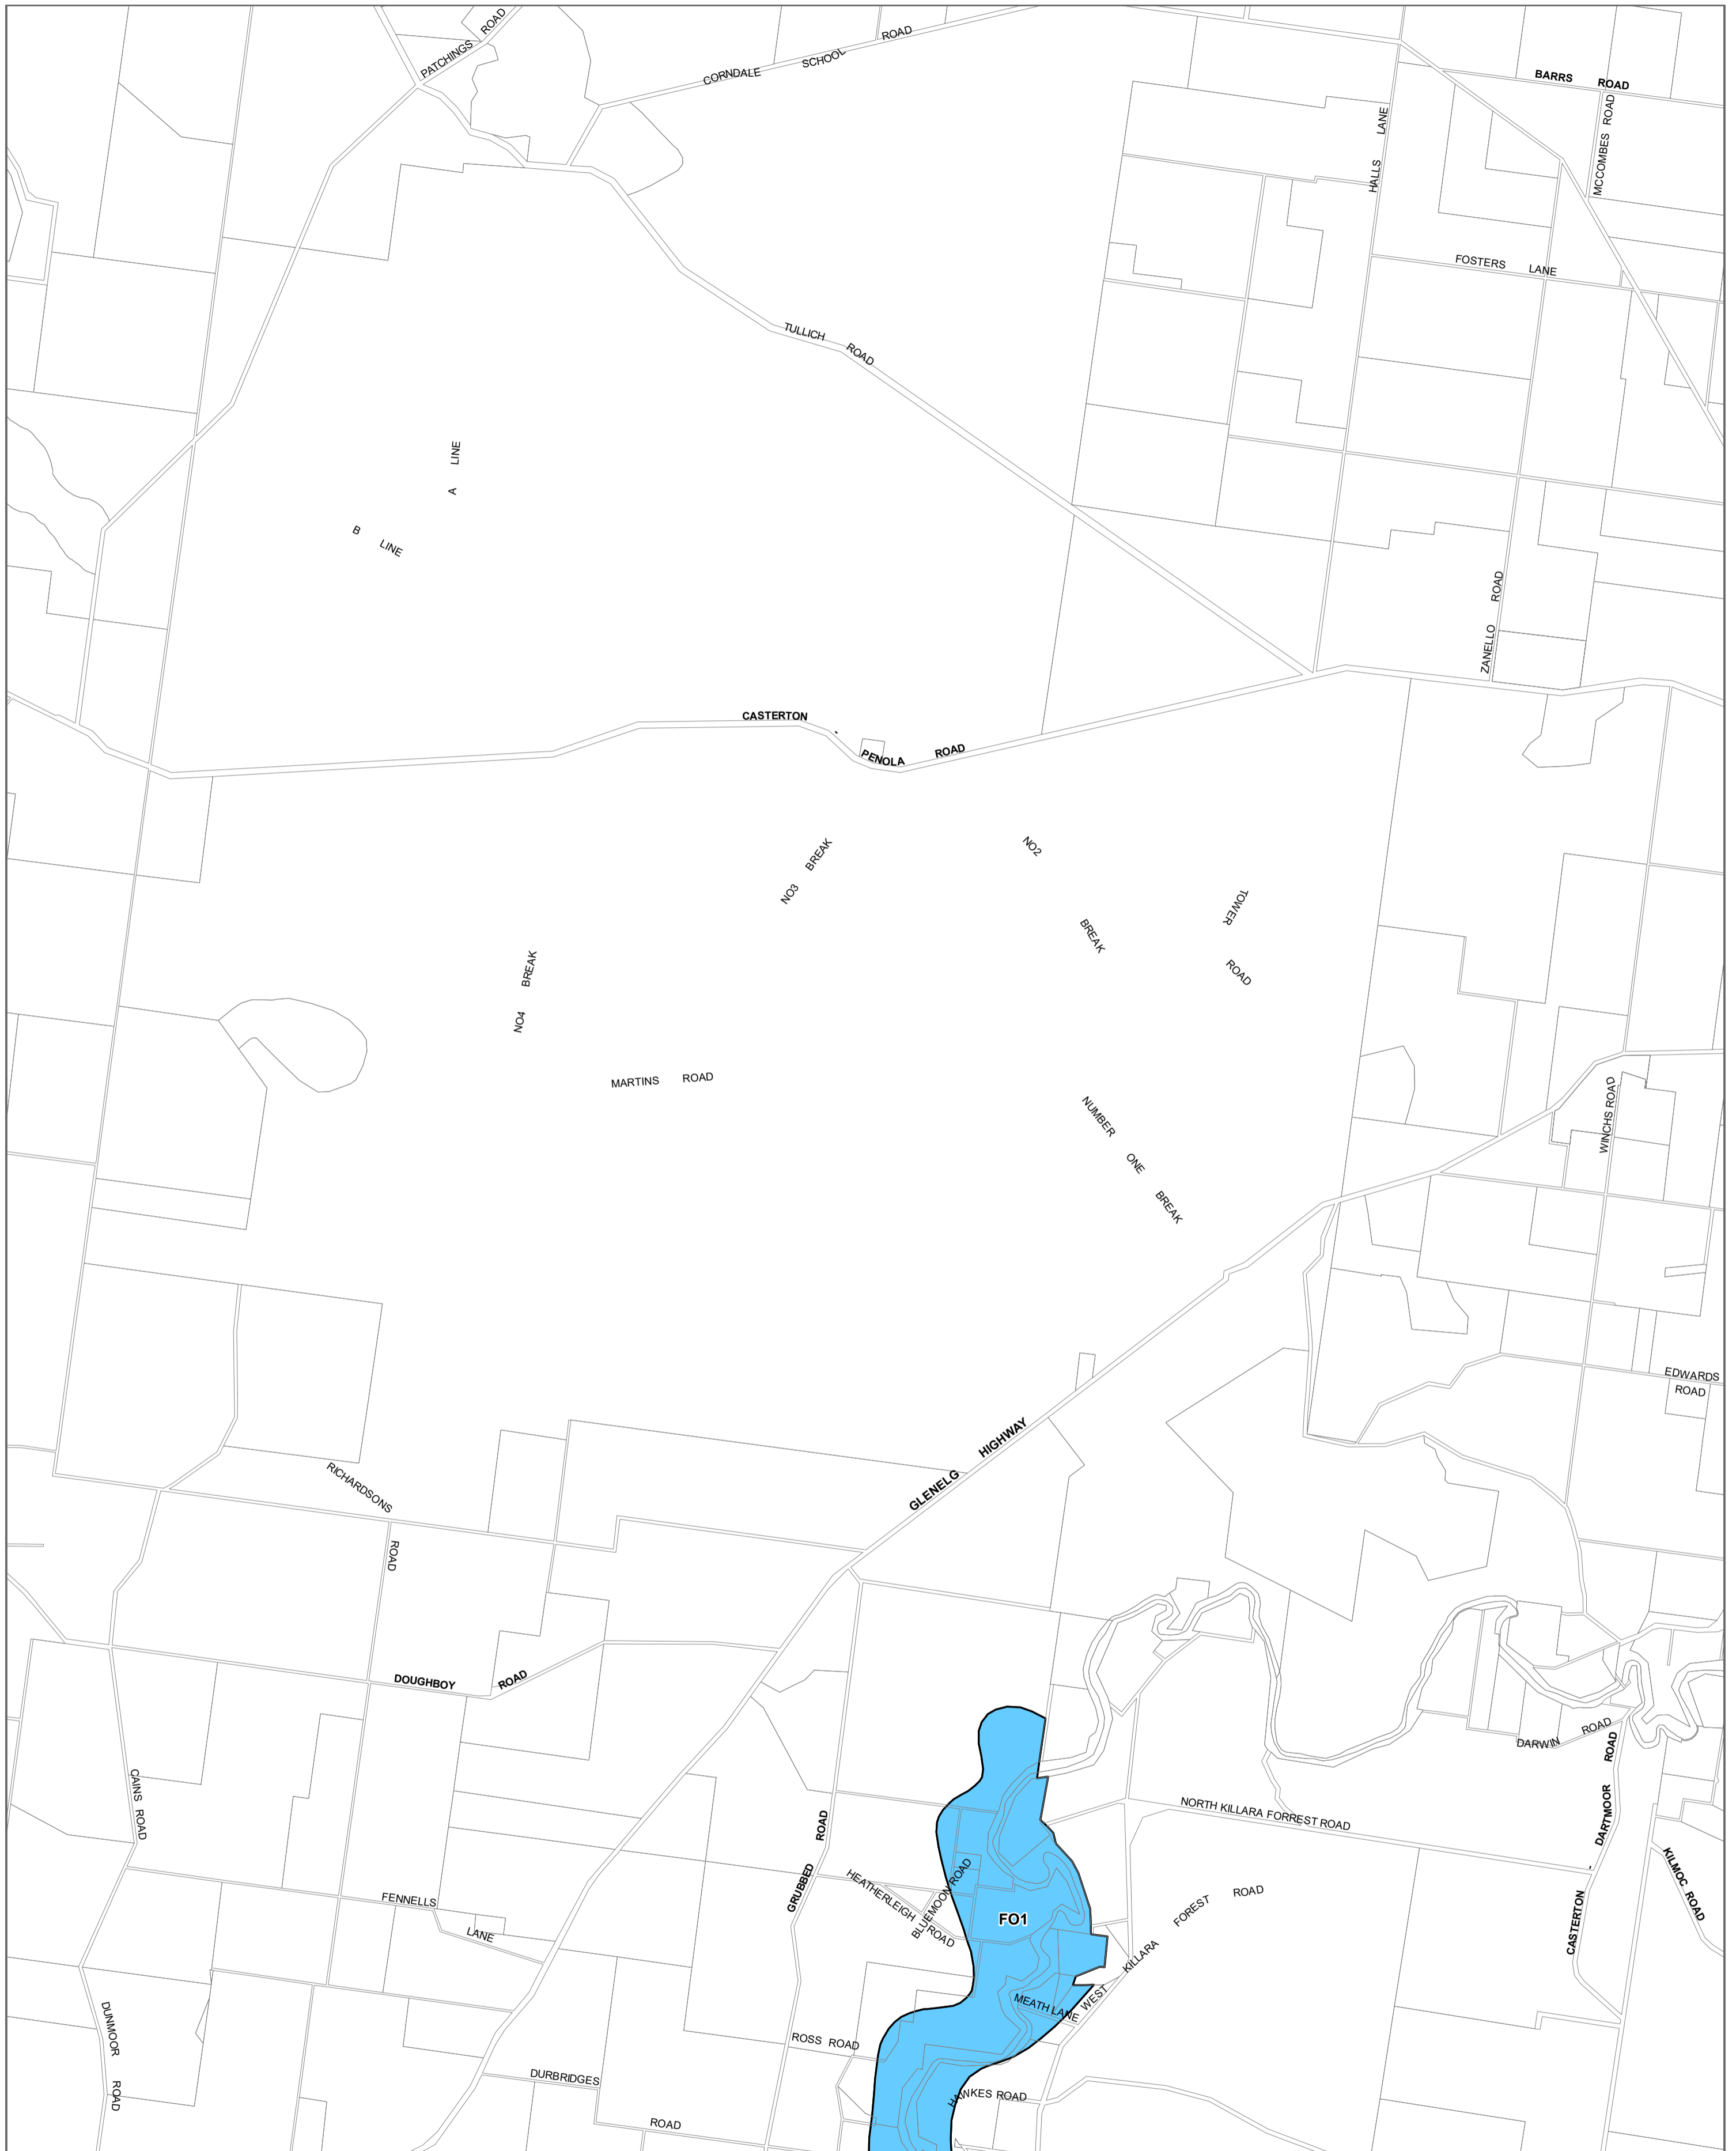 PATCHINGS ROAD
CORNDALE SCHOOL ROAD
BARRS ROAD
MCCOMBES ROAD
HALLS LANE
FOSTERS LANE
TULLICH ROAD
A LINE
B LINE
ZANELLO ROAD
CASTERTON - PENOLA ROAD
NO3 BREAK
NO2 BREAK
TOWER ROAD
NO4 BREAK
MARTINS ROAD
NUMBER ONE BREAK
WINCHS ROAD
EDWARDS ROAD
GLENELG HIGHWAY
RICHARDSONS ROAD
DOUGHBOY ROAD
DARWIN ROAD
CAINS ROAD
NORTH KILLARA FORREST ROAD
CASTERTON - DARTMOOR ROAD
KILMOC ROAD
GRUBBED ROAD
HEATHERLEIGH ROAD
BLUEMOON ROAD
FO1
FENNELLS LANE
WEST KILLARA FOREST ROAD
MEATH LANE
DUNMOOR ROAD
ROSS ROAD
DURBRIDGES ROAD
HAWKES ROAD